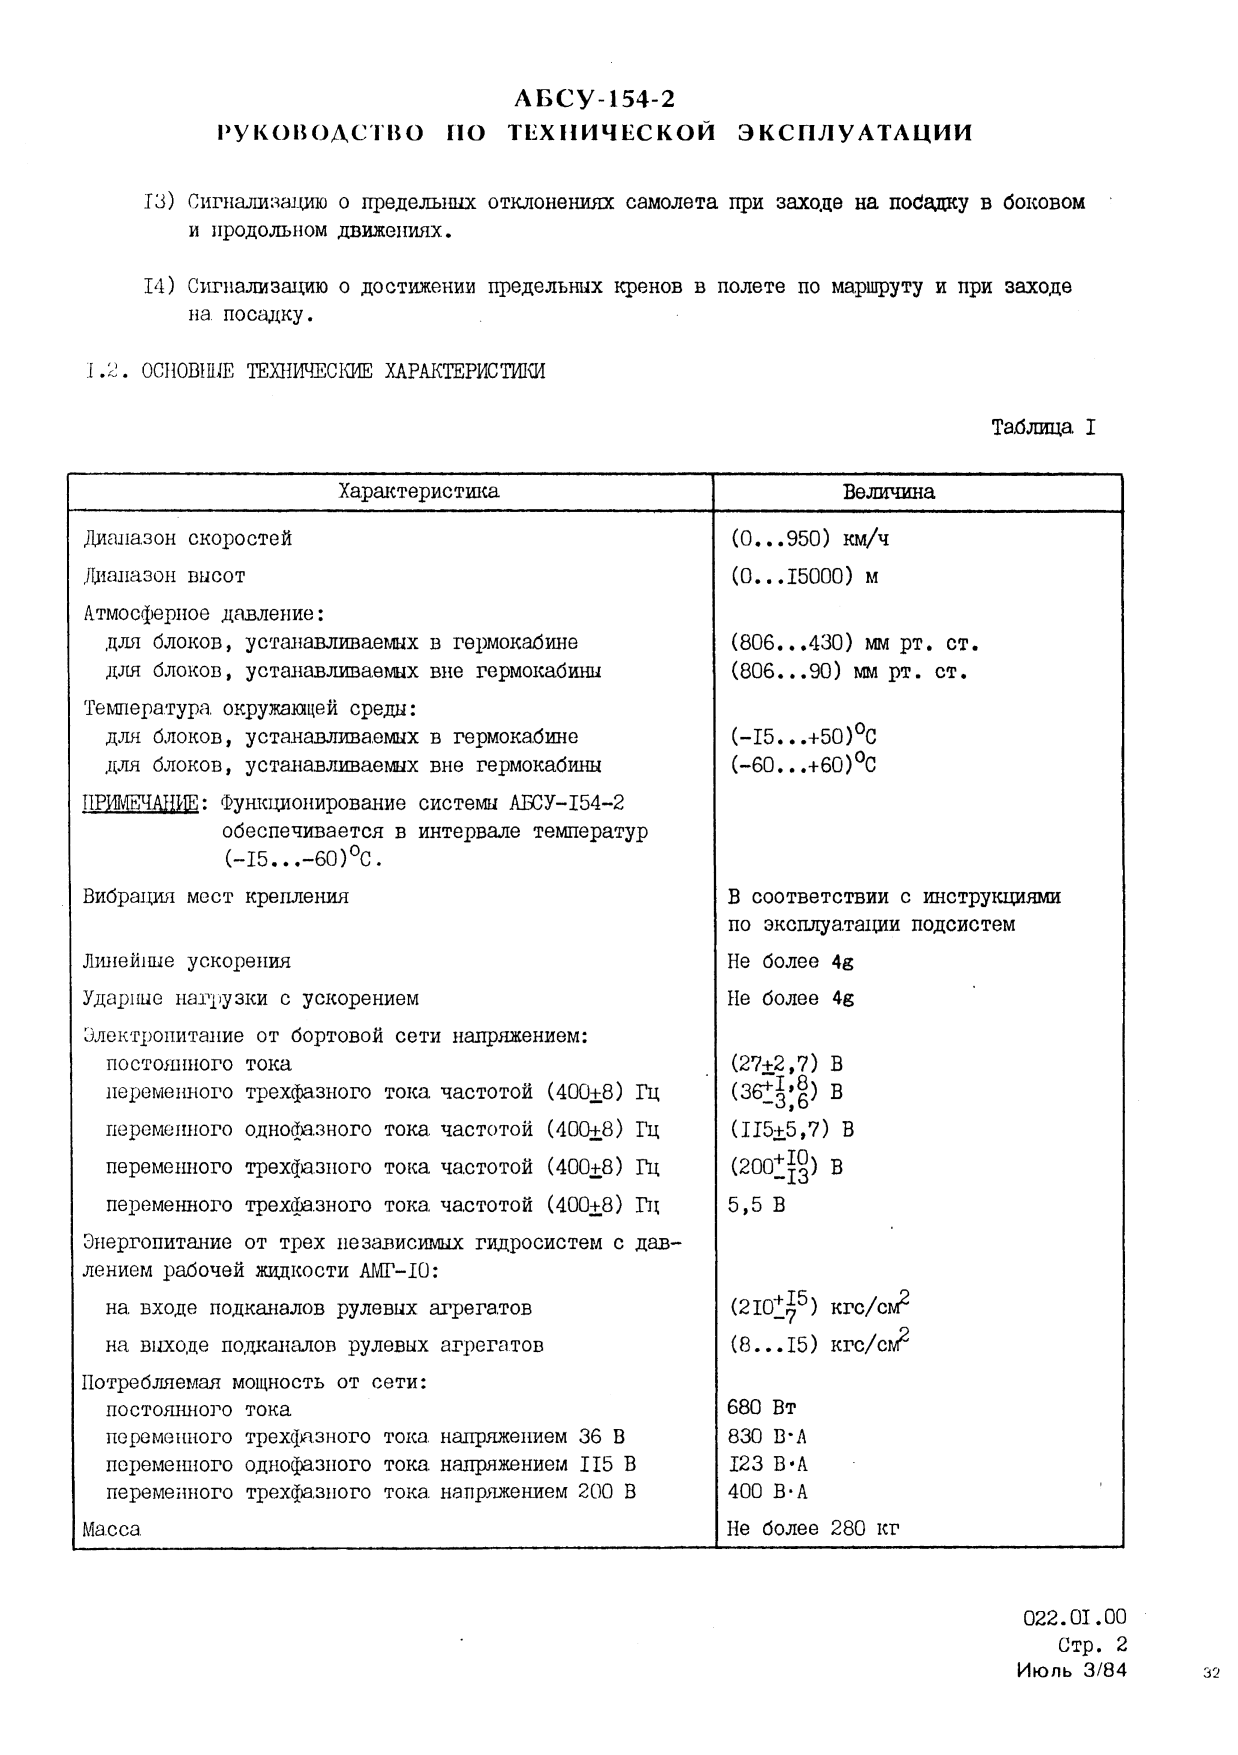 АБСУ-154-2
РУКОВОДСТВО ПО ТЕХНИЧЕСКОЙ ЭКСПЛУАТАЦИИ
I3) Сигнализацию о предельных отклонениях самолета при заходе на посадку в боковом
и продольном движениях.
I4) Сигнализацию о достижении предельных кренов в полете по маршруту и при заходе
на посадку.
I.2. ОСНОВНЫЕ ТЕХНИЧЕСКИЕ ХАРАКТЕРИСТИКИ
Таблица I
Характеристика Величина
Диапазон скоростей (0...950) км/ч
Диапазон высот (0...I5000) м
Атмосферное давление:
для блоков, устанавливаемых в гермокабине (806...430) мм рт. ст.
для блоков, устанавливаемых вне гермокабины (806...90) мм рт. ст.
Температура окружающей среды:
для блоков, устанавливаемых в гермокабине (-I5...+50)°С
для блоков, устанавливаемых вне гермокабины (-60...+60)°С
ПРИМЕЧАНИЕ: Функционирование системы АБСУ-I54-2
обеспечивается в интервале температур
(-I5...-60)°С.
Вибрация мест крепления В соответствии с инструкциями
по эксплуатации подсистем
Линейные ускорения Не более 4g
Ударные нагрузки с ускорением Не более 4g
Электропитание от бортовой сети напряжением:
постоянного тока (27±2,7) В
переменного трехфазного тока частотой (400±8) Гц (36+I,8 -3,6) В
переменного однофазного тока частотой (400±8) Гц (II5±5,7) В
переменного трехфазного тока частотой (400±8) Гц (200+I0 -I3) В
переменного трехфазного тока частотой (400±8) Гц 5,5 В
Энергопитание от трех независимых гидросистем с дав-
лением рабочей жидкости АМГ-I0:
на входе подканалов рулевых агрегатов (2I0+I5 -7) кгс/см²
на выходе подканалов рулевых агрегатов (8...I5) кгс/см²
Потребляемая мощность от сети:
постоянного тока 680 Вт
переменного трехфазного тока напряжением 36 В 830 В·А
переменного однофазного тока напряжением II5 В I23 В·А
переменного трехфазного тока напряжением 200 В 400 В·А
Масса Не более 280 кг
022.0I.00
Стр. 2
Июль 3/84
32